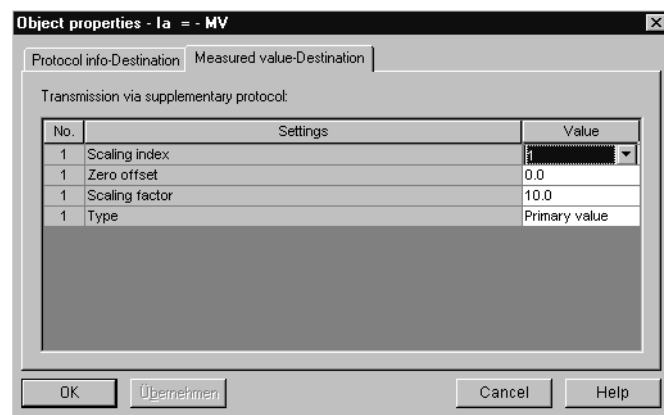 Object properties - Ia = - MV
Protocol info-Destination Measured value-Destination
Transmission via supplementary protocol:
No. Settings Value
1 Scaling index 1
1 Zero offset 0.0
1 Scaling factor 10.0
1 Type Primary value
OK Übernehmen Cancel Help